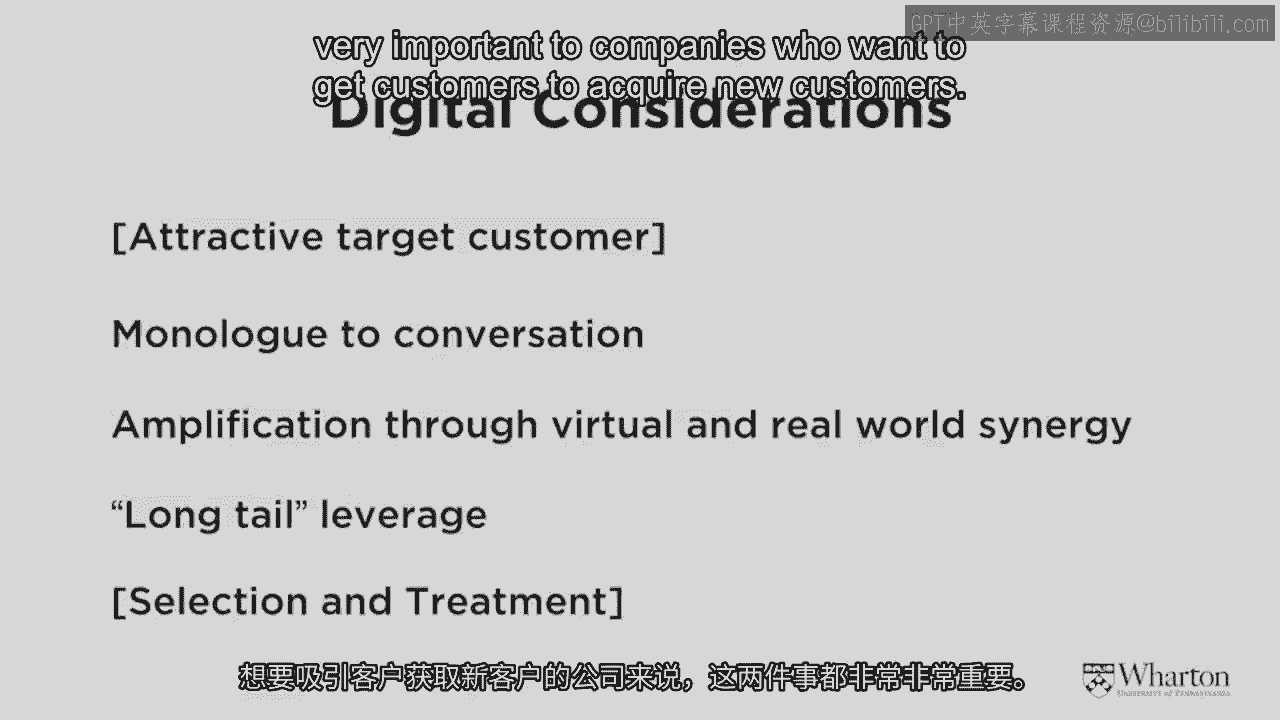 GPT中英字幕课程资源@bilibili.com
very important to companies who want to
get customers to acquire new customers.
Digital Considerations
[Attractive target customer]
Monologue to conversation
Amplification through virtual and real world synergy
“Long tail” leverage
[Selection and Treatment]
想要吸引客户获取新客户的公司来说，这两件事都非常非常重要。
Wharton
University of Pennsylvania